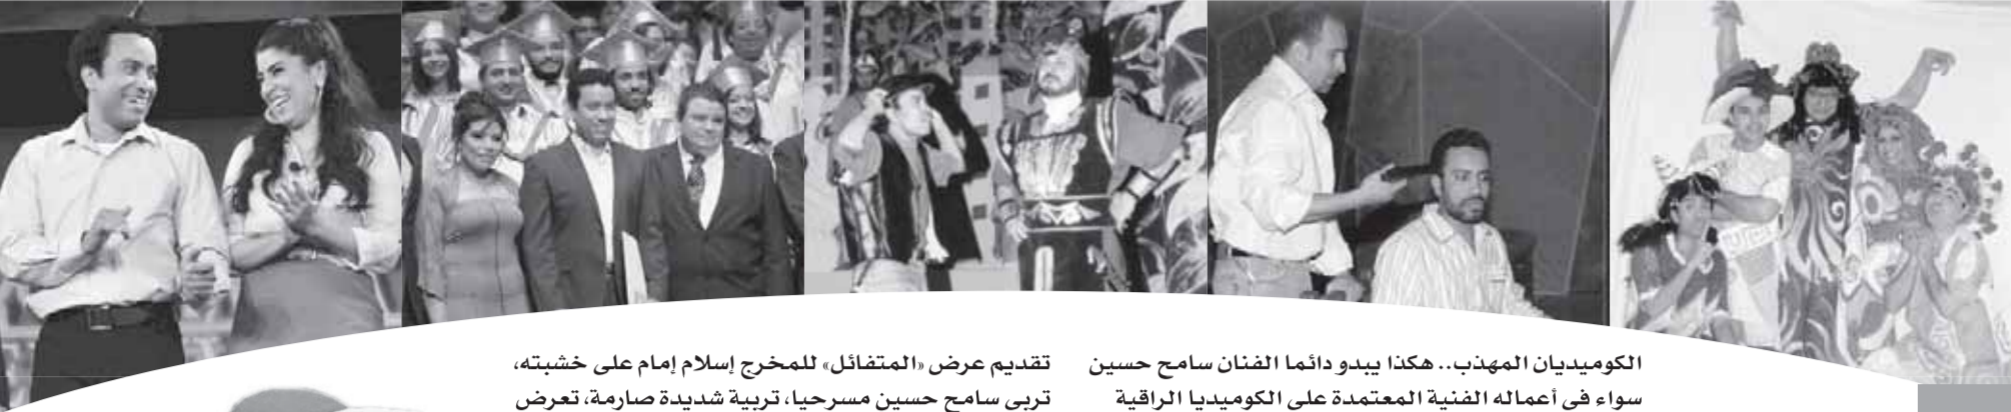 الكوميديان المهذب.. هكذا يبدو دائما الفنان سامح حسين
سواء فى أعماله الفنية المعتمدة على الكوميديا الراقية
تقديم عرض «المتفائل» للمخرج إسلام إمام على خشبته،
تربى سامح حسين مسرحيا، تربية شديدة صارمة، تعرض